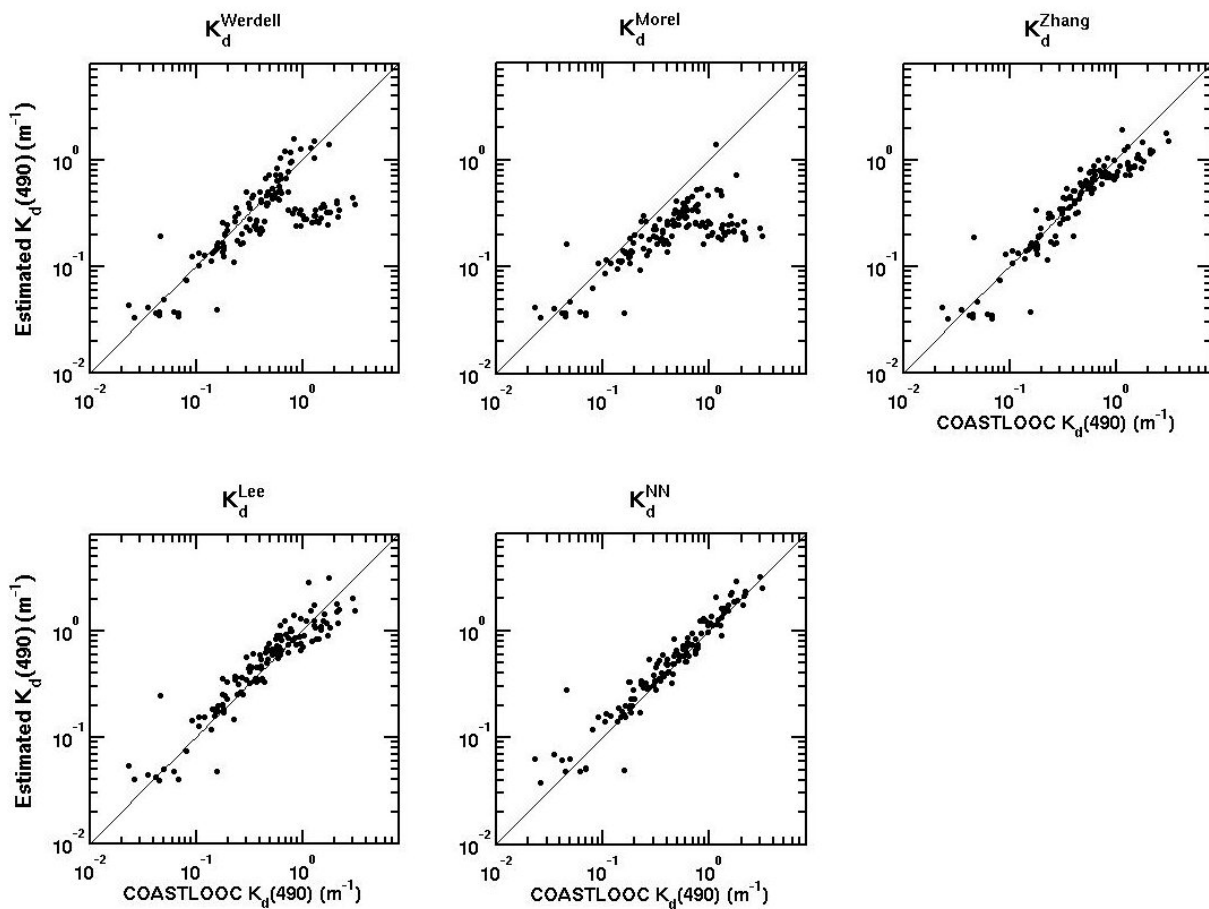 K_d^Werdell
K_d^Morel
K_d^Zhang
Estimated K_d(490) (m^-1)
10^0
10^-1
10^-2
10^-2 10^-1 10^0
10^0
10^-1
10^-2
10^-2 10^-1 10^0
10^0
10^-1
10^-2
10^-2 10^-1 10^0
COASTLOOC K_d(490) (m^-1)
K_d^Lee
K_d^NN
Estimated K_d(490) (m^-1)
10^0
10^-1
10^-2
10^-2 10^-1 10^0
COASTLOOC K_d(490) (m^-1)
10^0
10^-1
10^-2
10^-2 10^-1 10^0
COASTLOOC K_d(490) (m^-1)